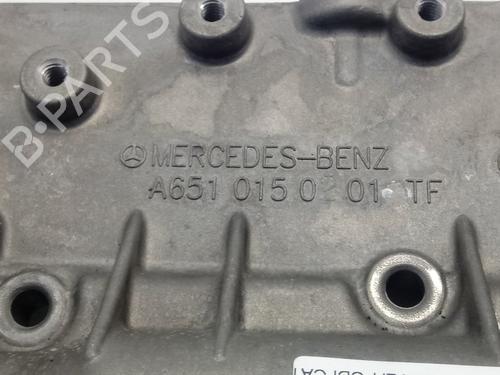 B-PARTS
MERCEDES-BENZ
A651 015 0 01 TF